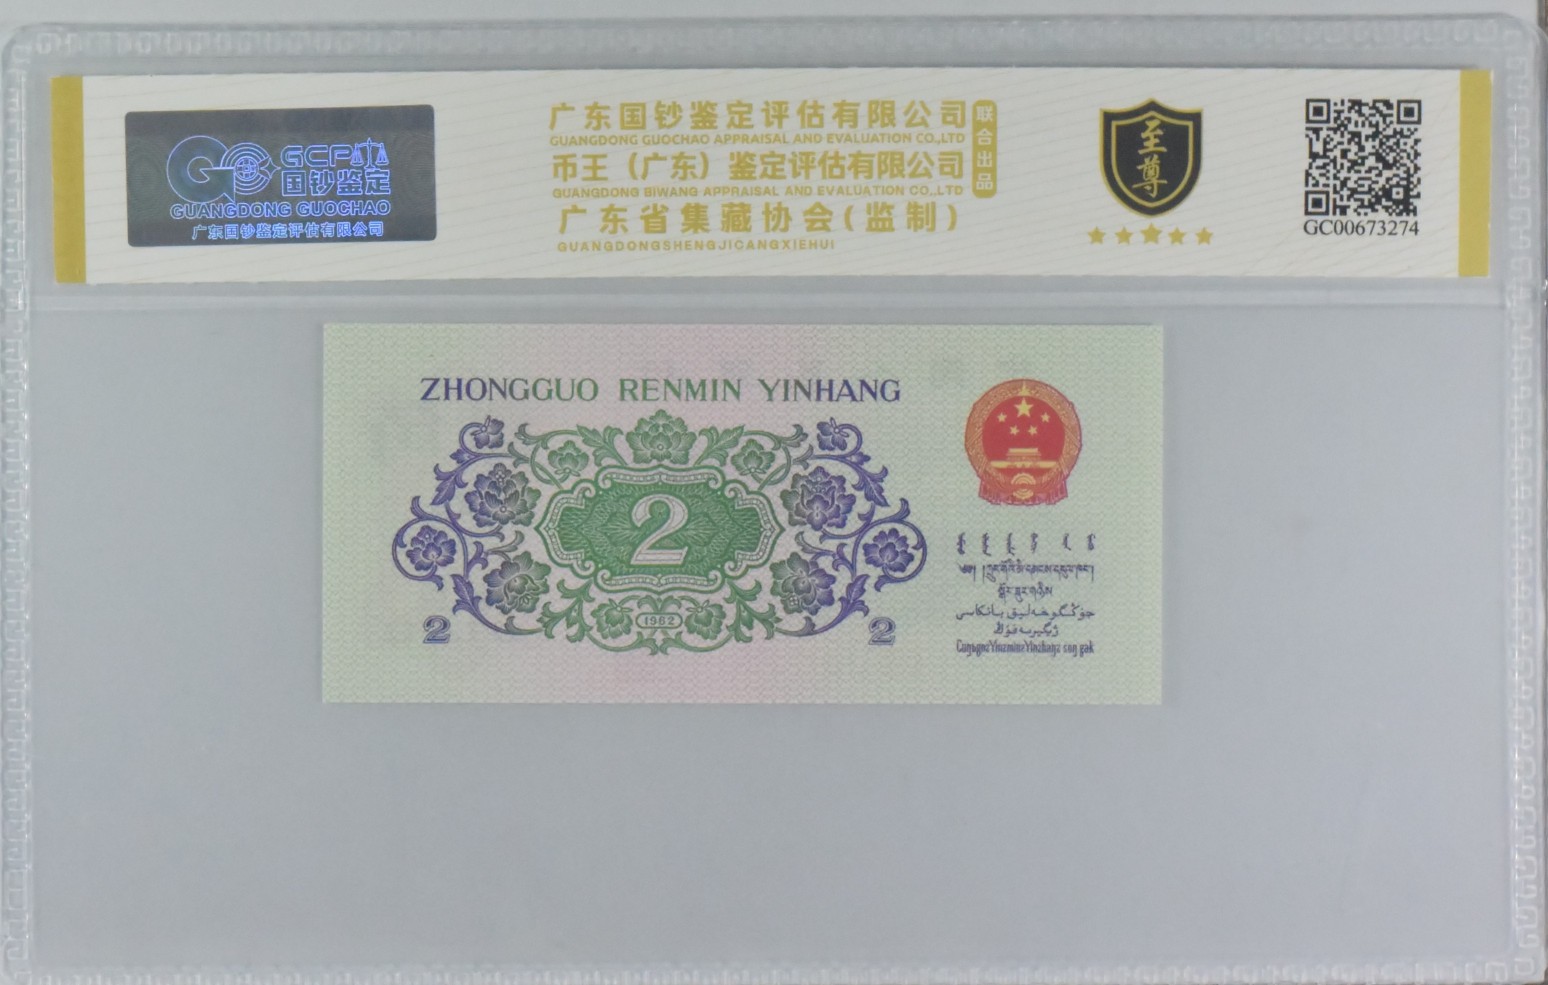 GCP
国钞鉴定
GUANGDONG GUOCHAO
广东国钞鉴定评估有限公司
广东国钞鉴定评估有限公司
GUANGDONG GUOCHAO APPRAISAL AND EVALUATION CO.,LTD
币王（广东）鉴定评估有限公司
GUANGDONG BIWANG APPRAISAL AND EVALUATION CO.,LTD
广东省集藏协会(监制)
GUANGDONGSHENGJICANGXIEHUI
联合出品
至尊
GC00673274
ZHONGGUO RENMIN YINHANG
2
1962
2
2